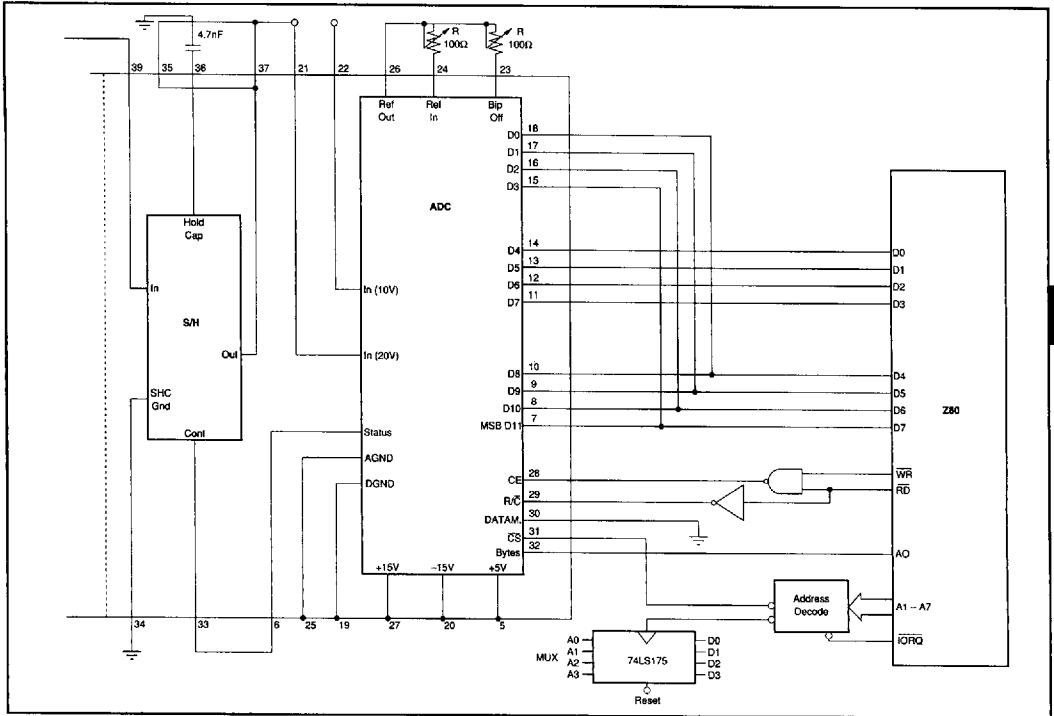 4.7nF
R
100Ω
R
100Ω
39 35 36 37 21 22 26 24 23
Ref
Out
Ref
In
Bip
Off
D0 18
D1 17
D2 16
D3 15
ADC
Hold
Cap
D4 14 D0
D5 13 D1
D6 12 D2
D7 11 D3
In
In (10V)
S/H
Out
In (20V)
D8 10 D4
D9 9 D5
D10 8 D6
MSB D11 7 D7
Z80
SHC
Gnd
Cont
Status
AGND
DGND
CE 28 W̅R̅
R/C̅ 29 R̅D̅
DATAM. 30
C̅S̅ 31
Bytes 32 AO
+15V −15V +5V
Address
Decode
A1 – A7
I̅O̅R̅Q̅
34 33 6 25 19 27 20 5
MUX
A0 D0
A1 D1
A2 D2
A3 D3
74LS175
Reset